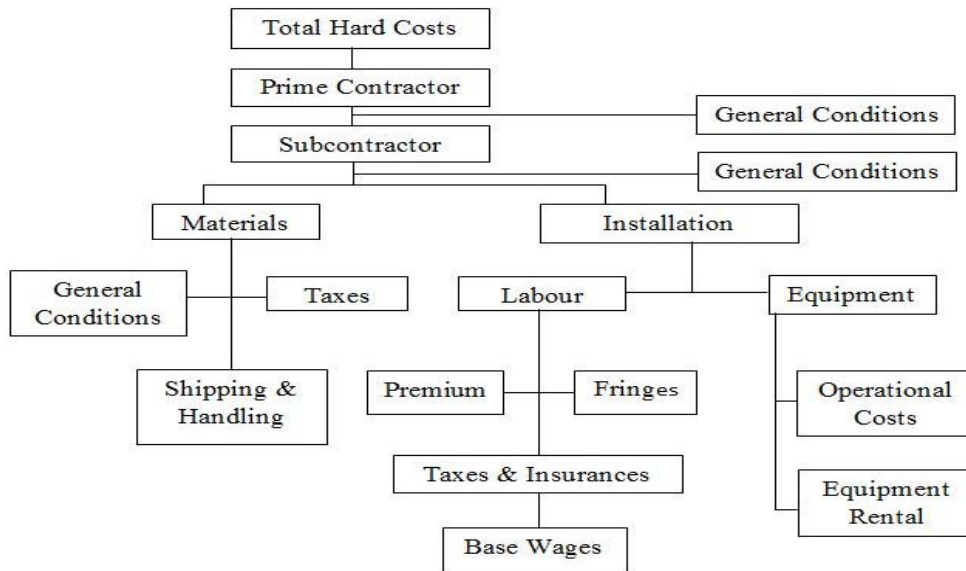 Total Hard Costs
Prime Contractor
General Conditions
Subcontractor
General Conditions
Materials
Installation
General
Conditions
Taxes
Labour
Equipment
Shipping &
Handling
Premium
Fringes
Operational
Costs
Taxes & Insurances
Equipment
Rental
Base Wages